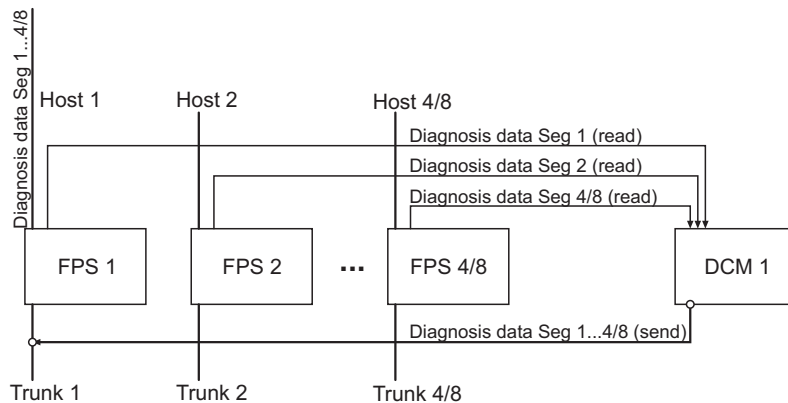 Diagnosis data Seg 1...4/8
Host 1
Host 2
Host 4/8
Diagnosis data Seg 1 (read)
Diagnosis data Seg 2 (read)
Diagnosis data Seg 4/8 (read)
FPS 1
FPS 2
...
FPS 4/8
DCM 1
Diagnosis data Seg 1...4/8 (send)
Trunk 1
Trunk 2
Trunk 4/8